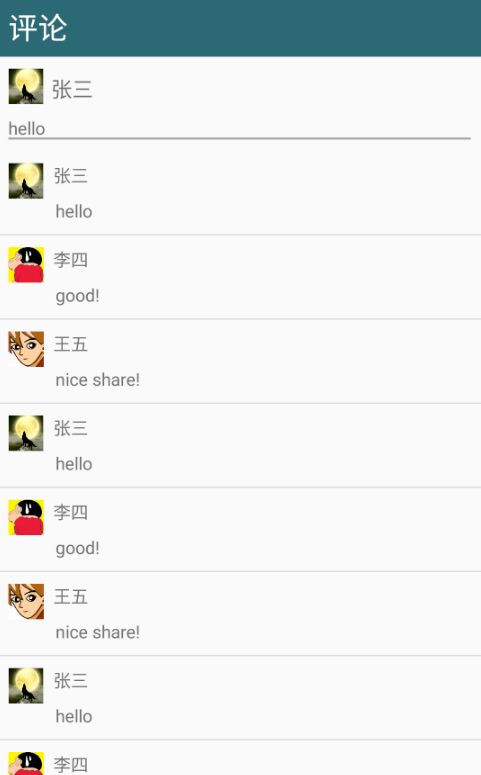 评论
张三
hello
张三
hello
李四
good!
王五
nice share!
张三
hello
李四
good!
王五
nice share!
张三
hello
李四